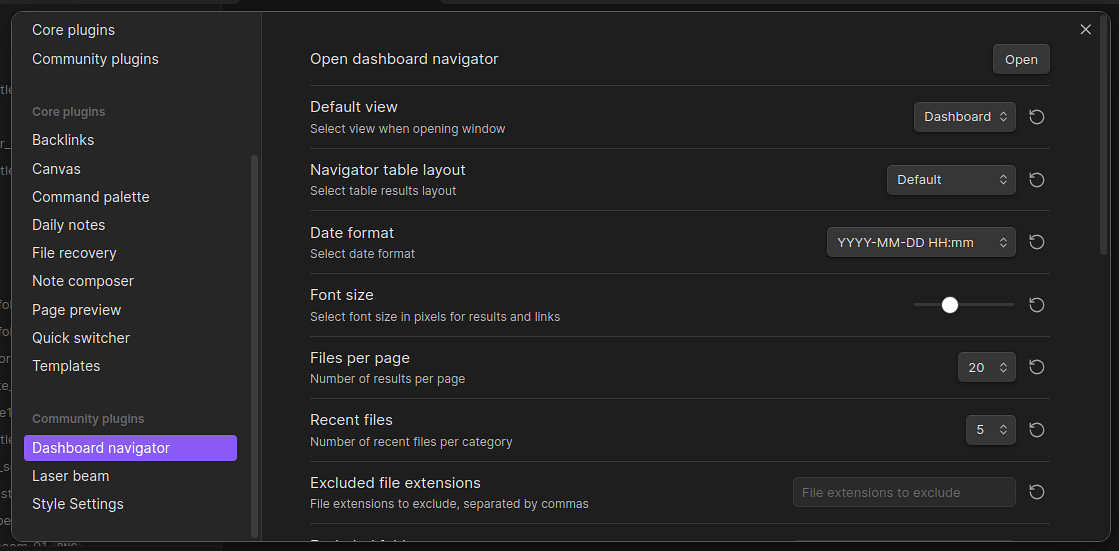 Core plugins
Community plugins
Core plugins
Backlinks
Canvas
Command palette
Daily notes
File recovery
Note composer
Page preview
Quick switcher
Templates
Community plugins
Dashboard navigator
Laser beam
Style Settings
Open dashboard navigator
Open
Default view
Select view when opening window
Dashboard
Navigator table layout
Select table results layout
Default
Date format
Select date format
YYYY-MM-DD HH:mm
Font size
Select font size in pixels for results and links
Files per page
Number of results per page
20
Recent files
Number of recent files per category
5
Excluded file extensions
File extensions to exclude, separated by commas
File extensions to exclude